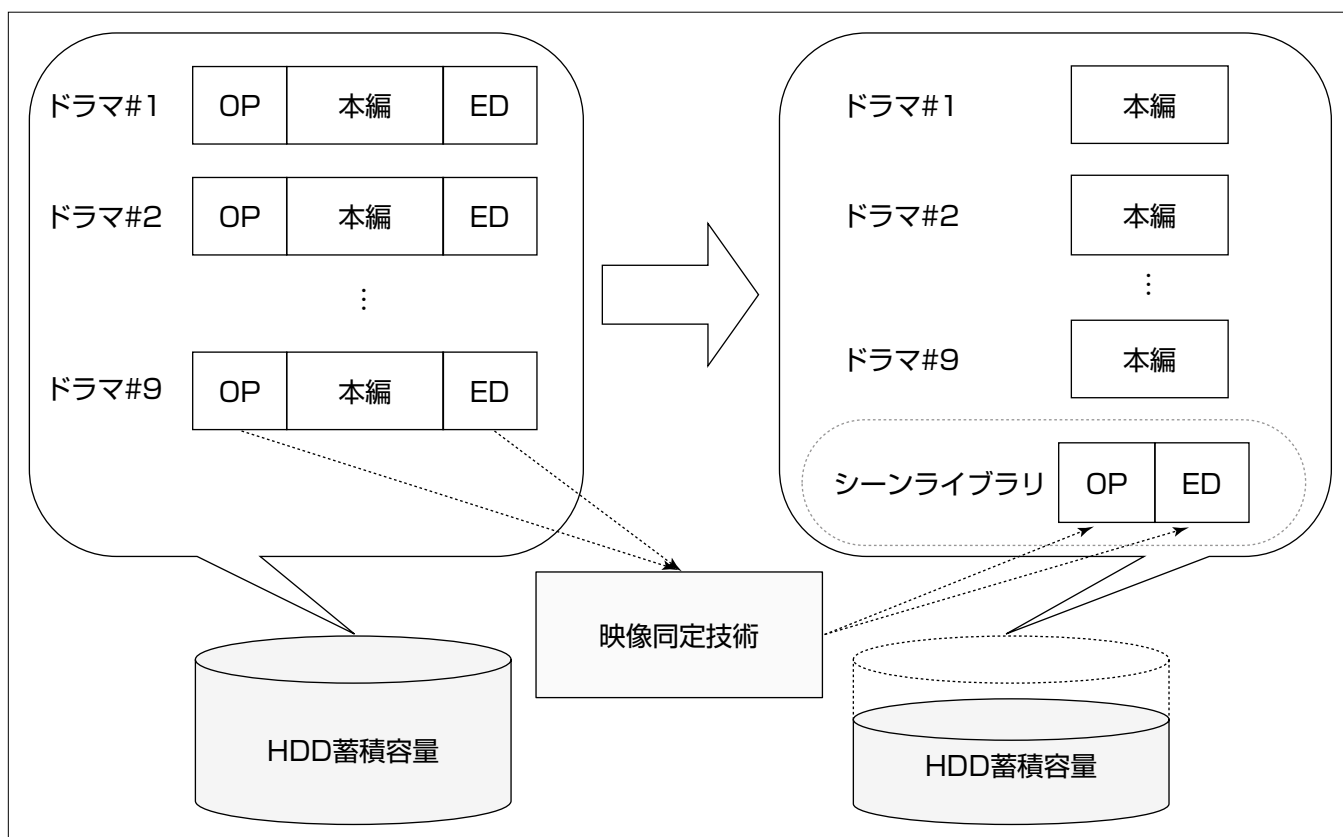 ドラマ#1 OP 本編 ED
ドラマ#2 OP 本編 ED
⋮
ドラマ#9 OP 本編 ED
HDD蓄積容量
映像同定技術
ドラマ#1 本編
ドラマ#2 本編
⋮
ドラマ#9 本編
シーンライブラリ OP ED
HDD蓄積容量